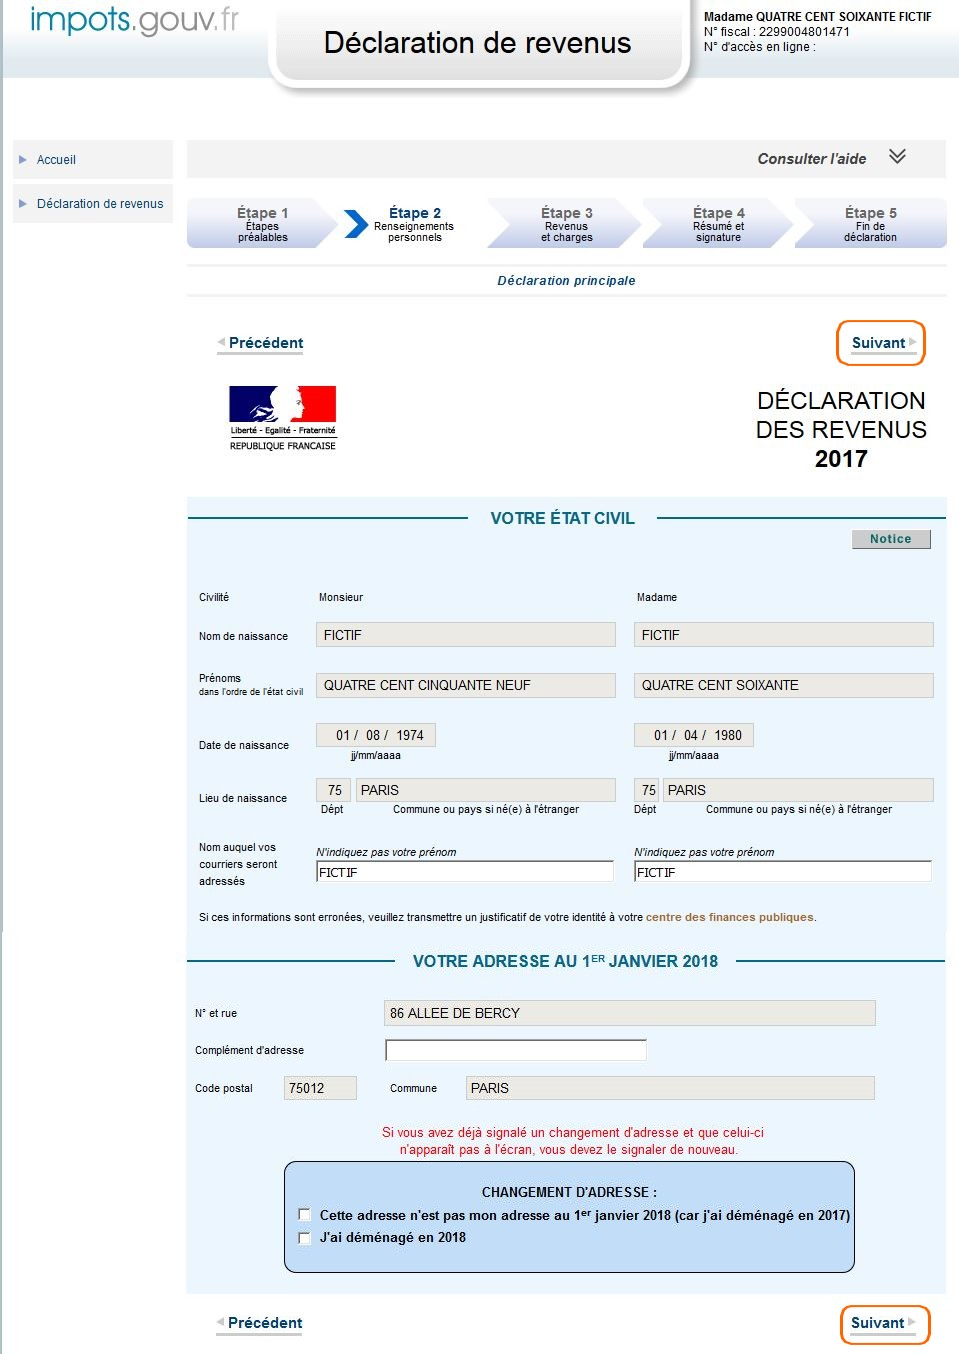 impots.gouv.fr
Déclaration de revenus
Madame QUATRE CENT SOIXANTE FICTIF
N° fiscal : 2299004801471
N° d'accès en ligne :
Accueil
Déclaration de revenus
Consulter l'aide
Étape 1
Étapes
préalables
Étape 2
Renseignements
personnels
Étape 3
Revenus
et charges
Étape 4
Résumé et
signature
Étape 5
Fin de
déclaration
Déclaration principale
Précédent
Suivant
Liberté - Egalité - Fraternité
REPUBLIQUE FRANCAISE
DÉCLARATION
DES REVENUS
2017
VOTRE ÉTAT CIVIL
Notice
Civilité Monsieur Madame
Nom de naissance FICTIF FICTIF
Prénoms
dans l'ordre de l'état civil
QUATRE CENT CINQUANTE NEUF QUATRE CENT SOIXANTE
Date de naissance 01 / 08 / 1974 01 / 04 / 1980
jj/mm/aaaa jj/mm/aaaa
Lieu de naissance 75 PARIS 75 PARIS
Dépt Commune ou pays si né(e) à l'étranger Dépt Commune ou pays si né(e) à l'étranger
Nom auquel vos
courriers seront
adressés
N'indiquez pas votre prénom N'indiquez pas votre prénom
FICTIF FICTIF
Si ces informations sont erronées, veuillez transmettre un justificatif de votre identité à votre centre des finances publiques.
VOTRE ADRESSE AU 1ER JANVIER 2018
N° et rue 86 ALLEE DE BERCY
Complément d'adresse
Code postal 75012 Commune PARIS
Si vous avez déjà signalé un changement d'adresse et que celui-ci
n'apparaît pas à l'écran, vous devez le signaler de nouveau.
CHANGEMENT D'ADRESSE :
Cette adresse n'est pas mon adresse au 1er janvier 2018 (car j'ai déménagé en 2017)
J'ai déménagé en 2018
Précédent
Suivant